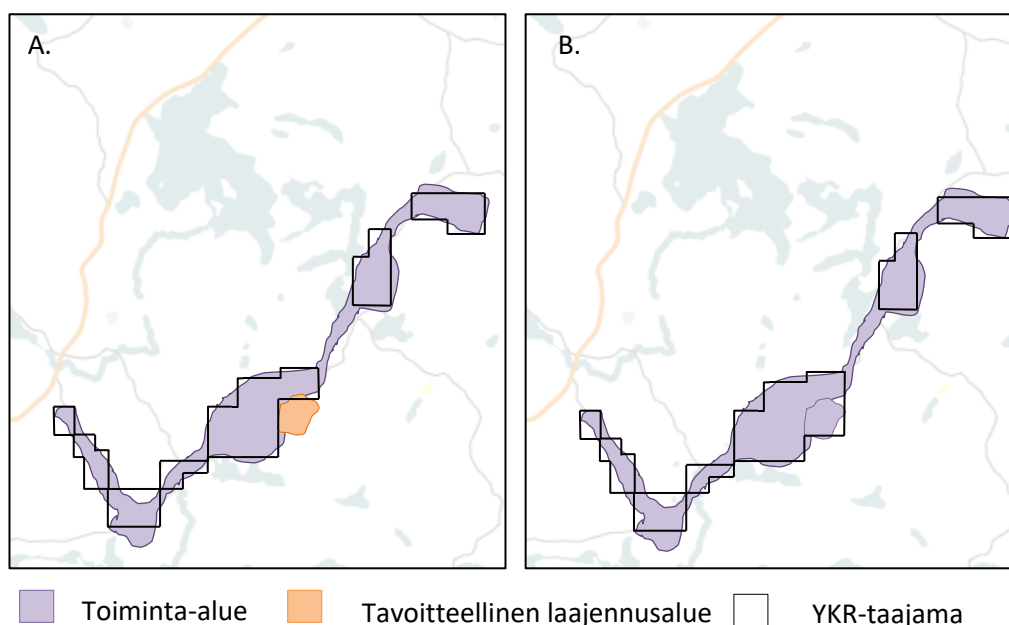 A.
B.
Toiminta-alue
Tavoitteellinen laajennusalue
YKR-taajama